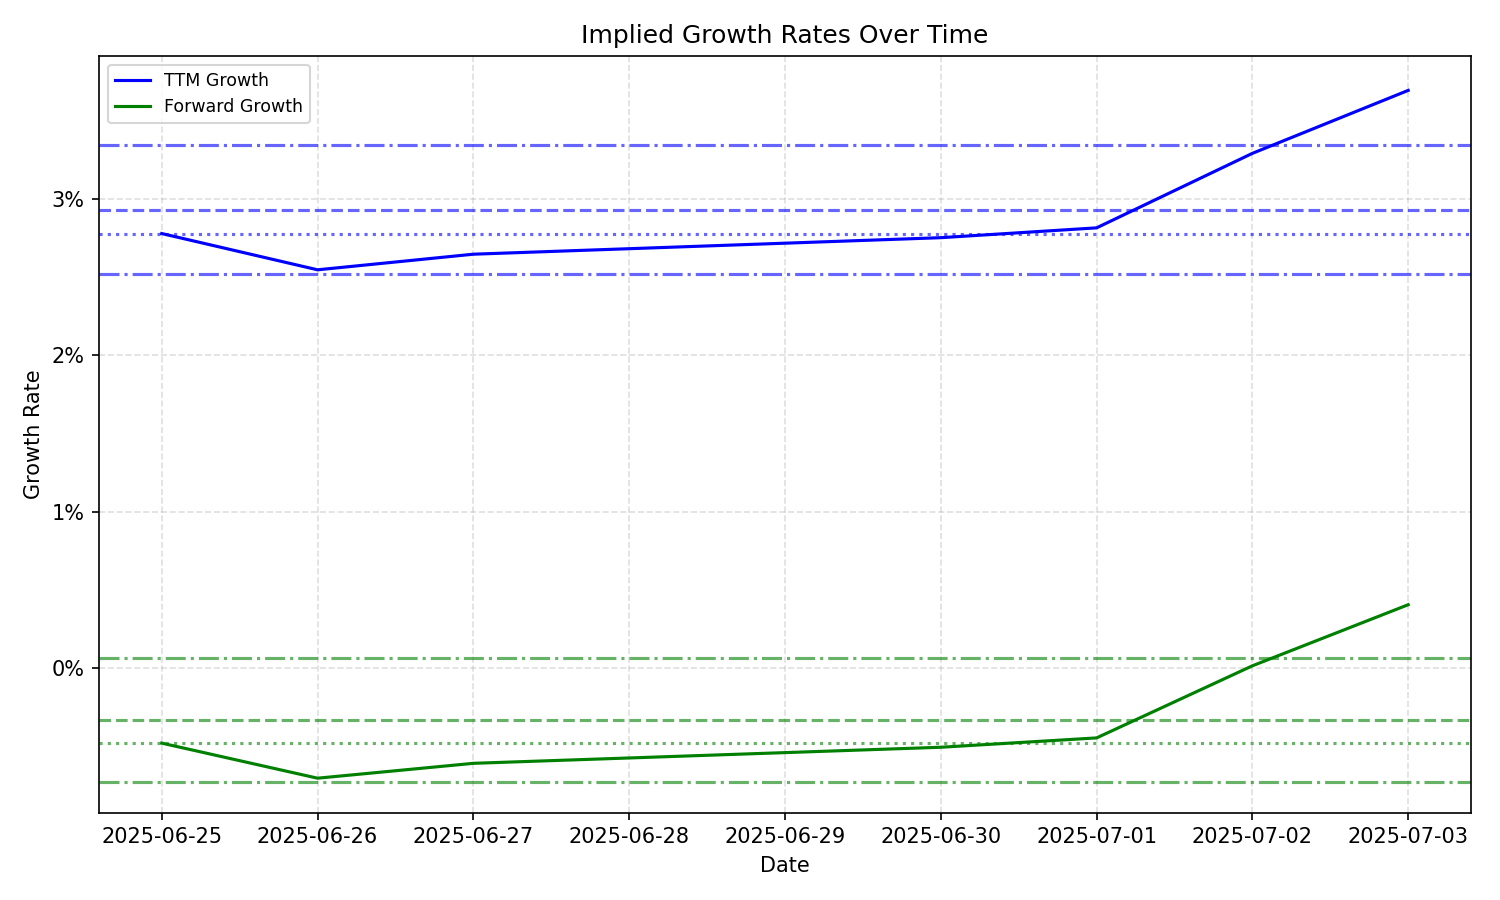 Implied Growth Rates Over Time
TTM Growth
Forward Growth
3%
2%
1%
0%
Growth Rate
2025-06-25 2025-06-26 2025-06-27 2025-06-28 2025-06-29 2025-06-30 2025-07-01 2025-07-02 2025-07-03
Date